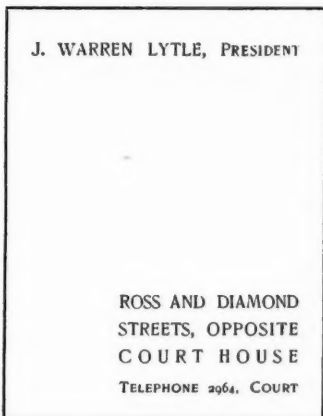 J. WARREN LYTLE, PRESIDENT
ROSS AND DIAMOND
STREETS, OPPOSITE
COURT HOUSE
TELEPHONE 2964, COURT